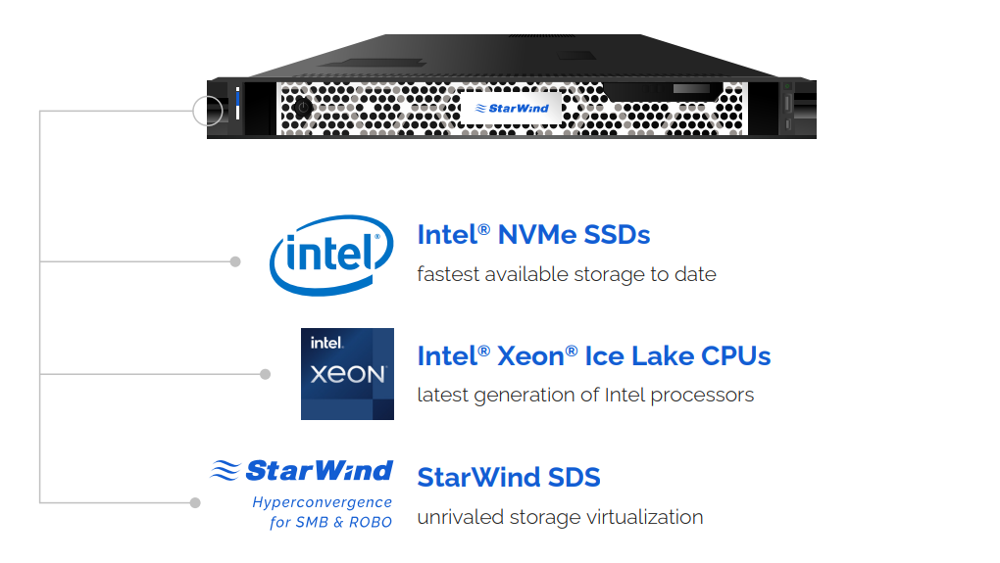 StarWind
intel®
Intel® NVMe SSDs
fastest available storage to date
intel.
XEON®
Intel® Xeon® Ice Lake CPUs
latest generation of Intel processors
StarWind
Hyperconvergence
for SMB & ROBO
StarWind SDS
unrivaled storage virtualization